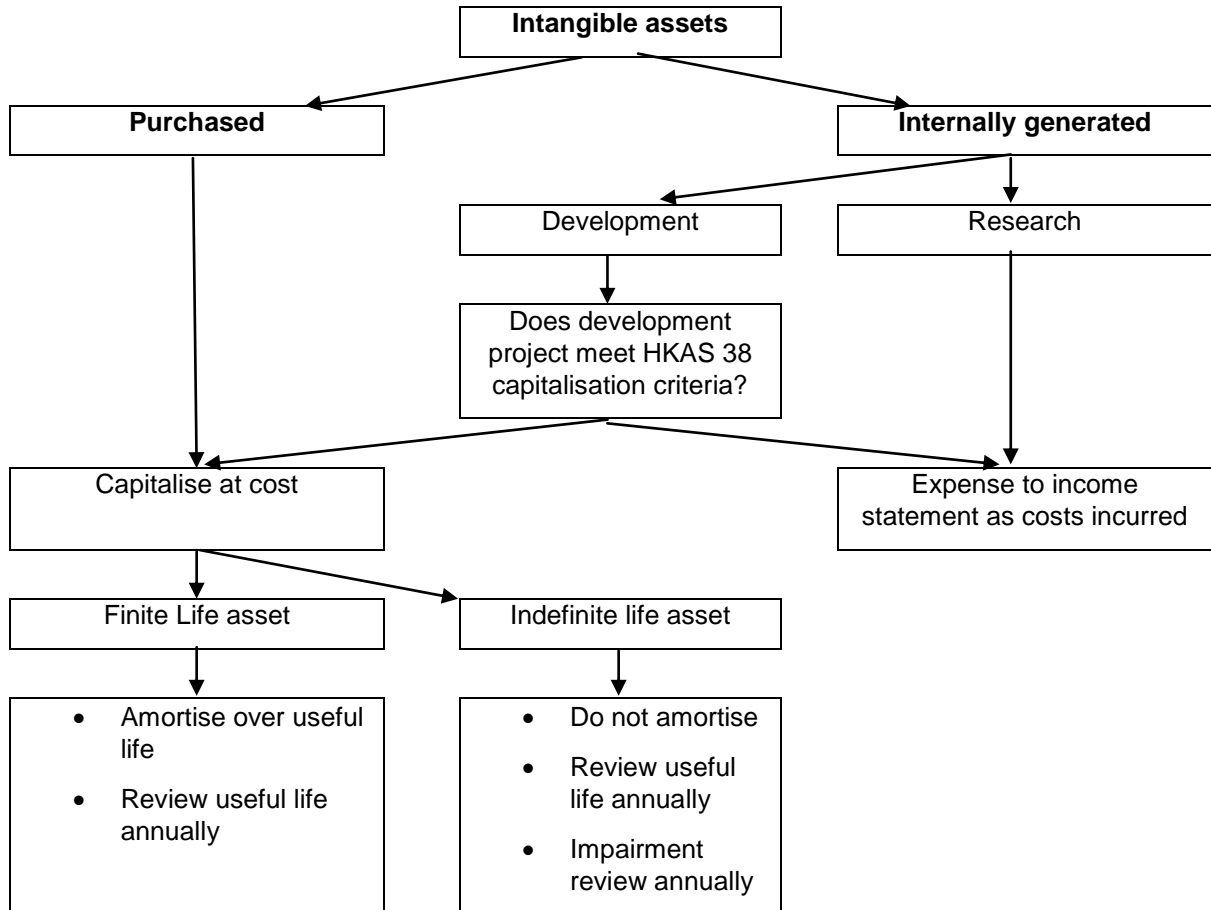 Intangible assets
Purchased
Internally generated
Development
Research
Does development
project meet HKAS 38
capitalisation criteria?
Capitalise at cost
Expense to income
statement as costs incurred
Finite Life asset
Indefinite life asset
• Amortise over useful
life
• Review useful life
annually
• Do not amortise
• Review useful
life annually
• Impairment
review annually